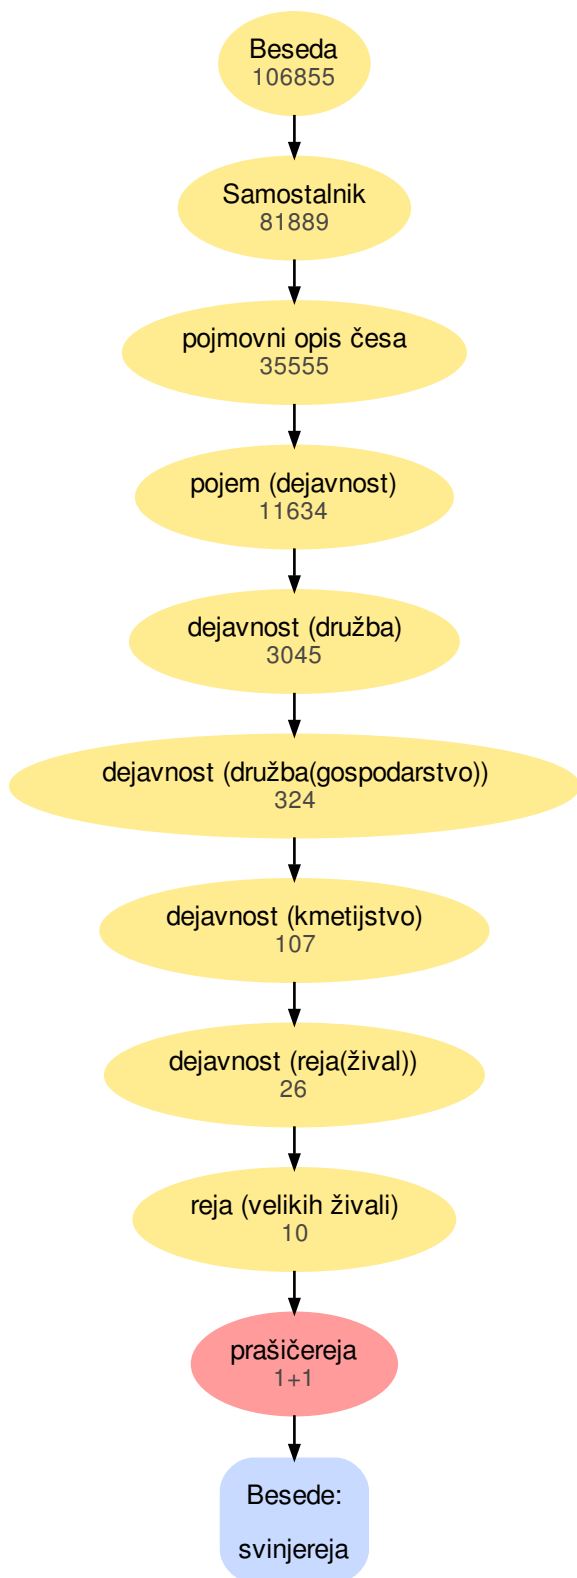 Beseda
106855
Samostalnik
81889
pojmovni opis česa
35555
pojem (dejavnost)
11634
dejavnost (družba)
3045
dejavnost (družba(gospodarstvo))
324
dejavnost (kmetijstvo)
107
dejavnost (reja(žival))
26
reja (velikih živali)
10
prašičereja
1+1
Besede:
svinjereja